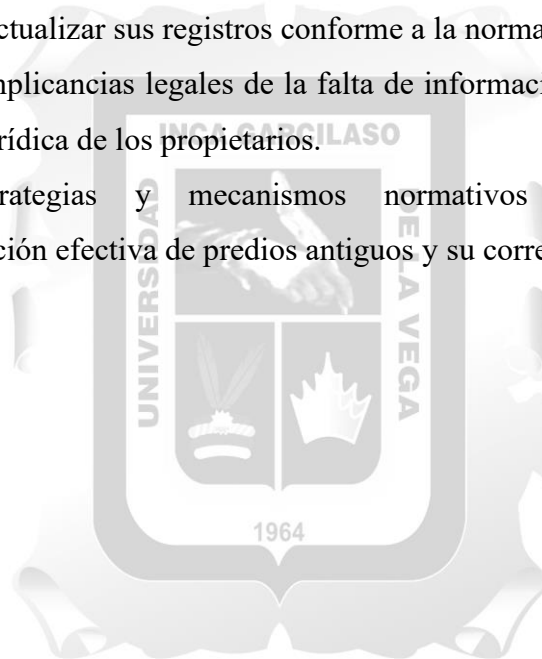 ctualizar sus registros conforme a la norma
nplicancias legales de la falta de informaci
rídica de los propietarios.
rategias y mecanismos normativos
ción efectiva de predios antiguos y su corre
UNIVERSIDAD
INCA GARCILASO
DE LA VEGA
1964